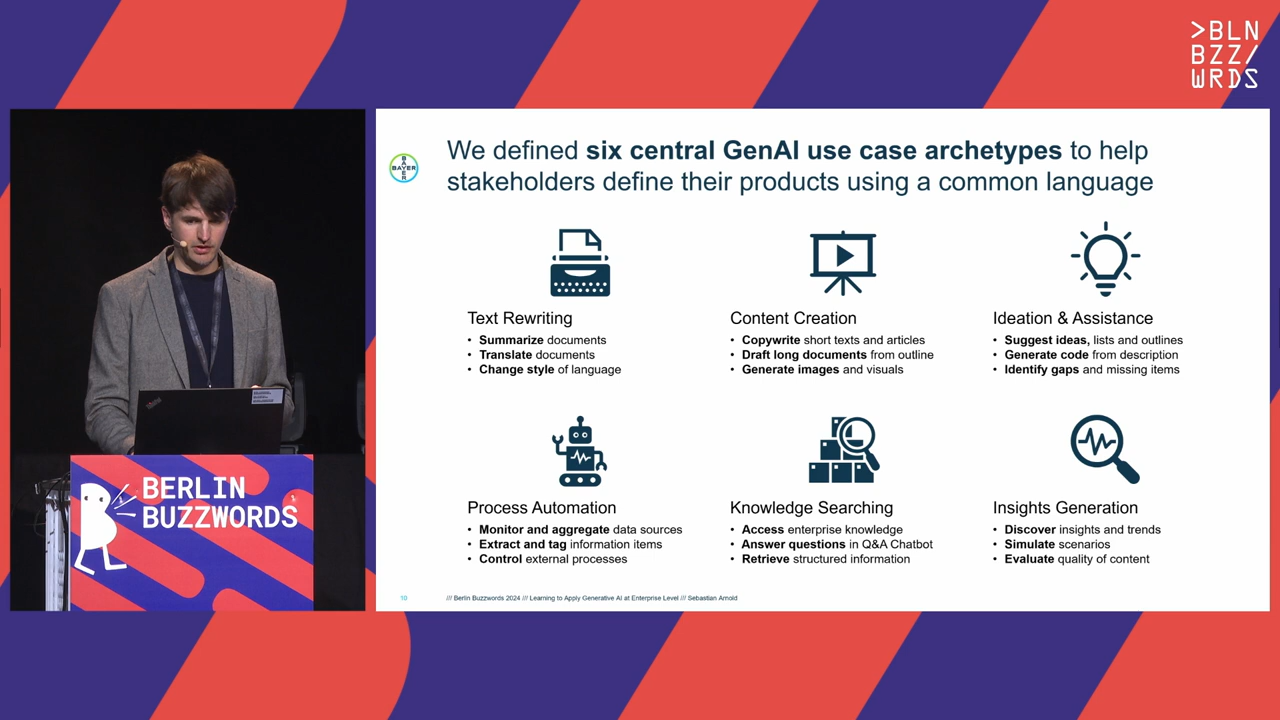 >BLN
BZZ/
WRDS
We defined six central GenAI use case archetypes to help
stakeholders define their products using a common language
BAYER
BAYER
Text Rewriting
• Summarize documents
• Translate documents
• Change style of language
Content Creation
• Copywrite short texts and articles
• Draft long documents from outline
• Generate images and visuals
Ideation & Assistance
• Suggest ideas, lists and outlines
• Generate code from description
• Identify gaps and missing items
Process Automation
• Monitor and aggregate data sources
• Extract and tag information items
• Control external processes
Knowledge Searching
• Access enterprise knowledge
• Answer questions in Q&A Chatbot
• Retrieve structured information
Insights Generation
• Discover insights and trends
• Simulate scenarios
• Evaluate quality of content
10
/// Berlin Buzzwords 2024 /// Learning to Apply Generative AI at Enterprise Level /// Sebastian Arnold
BERLIN
BUZZWORDS